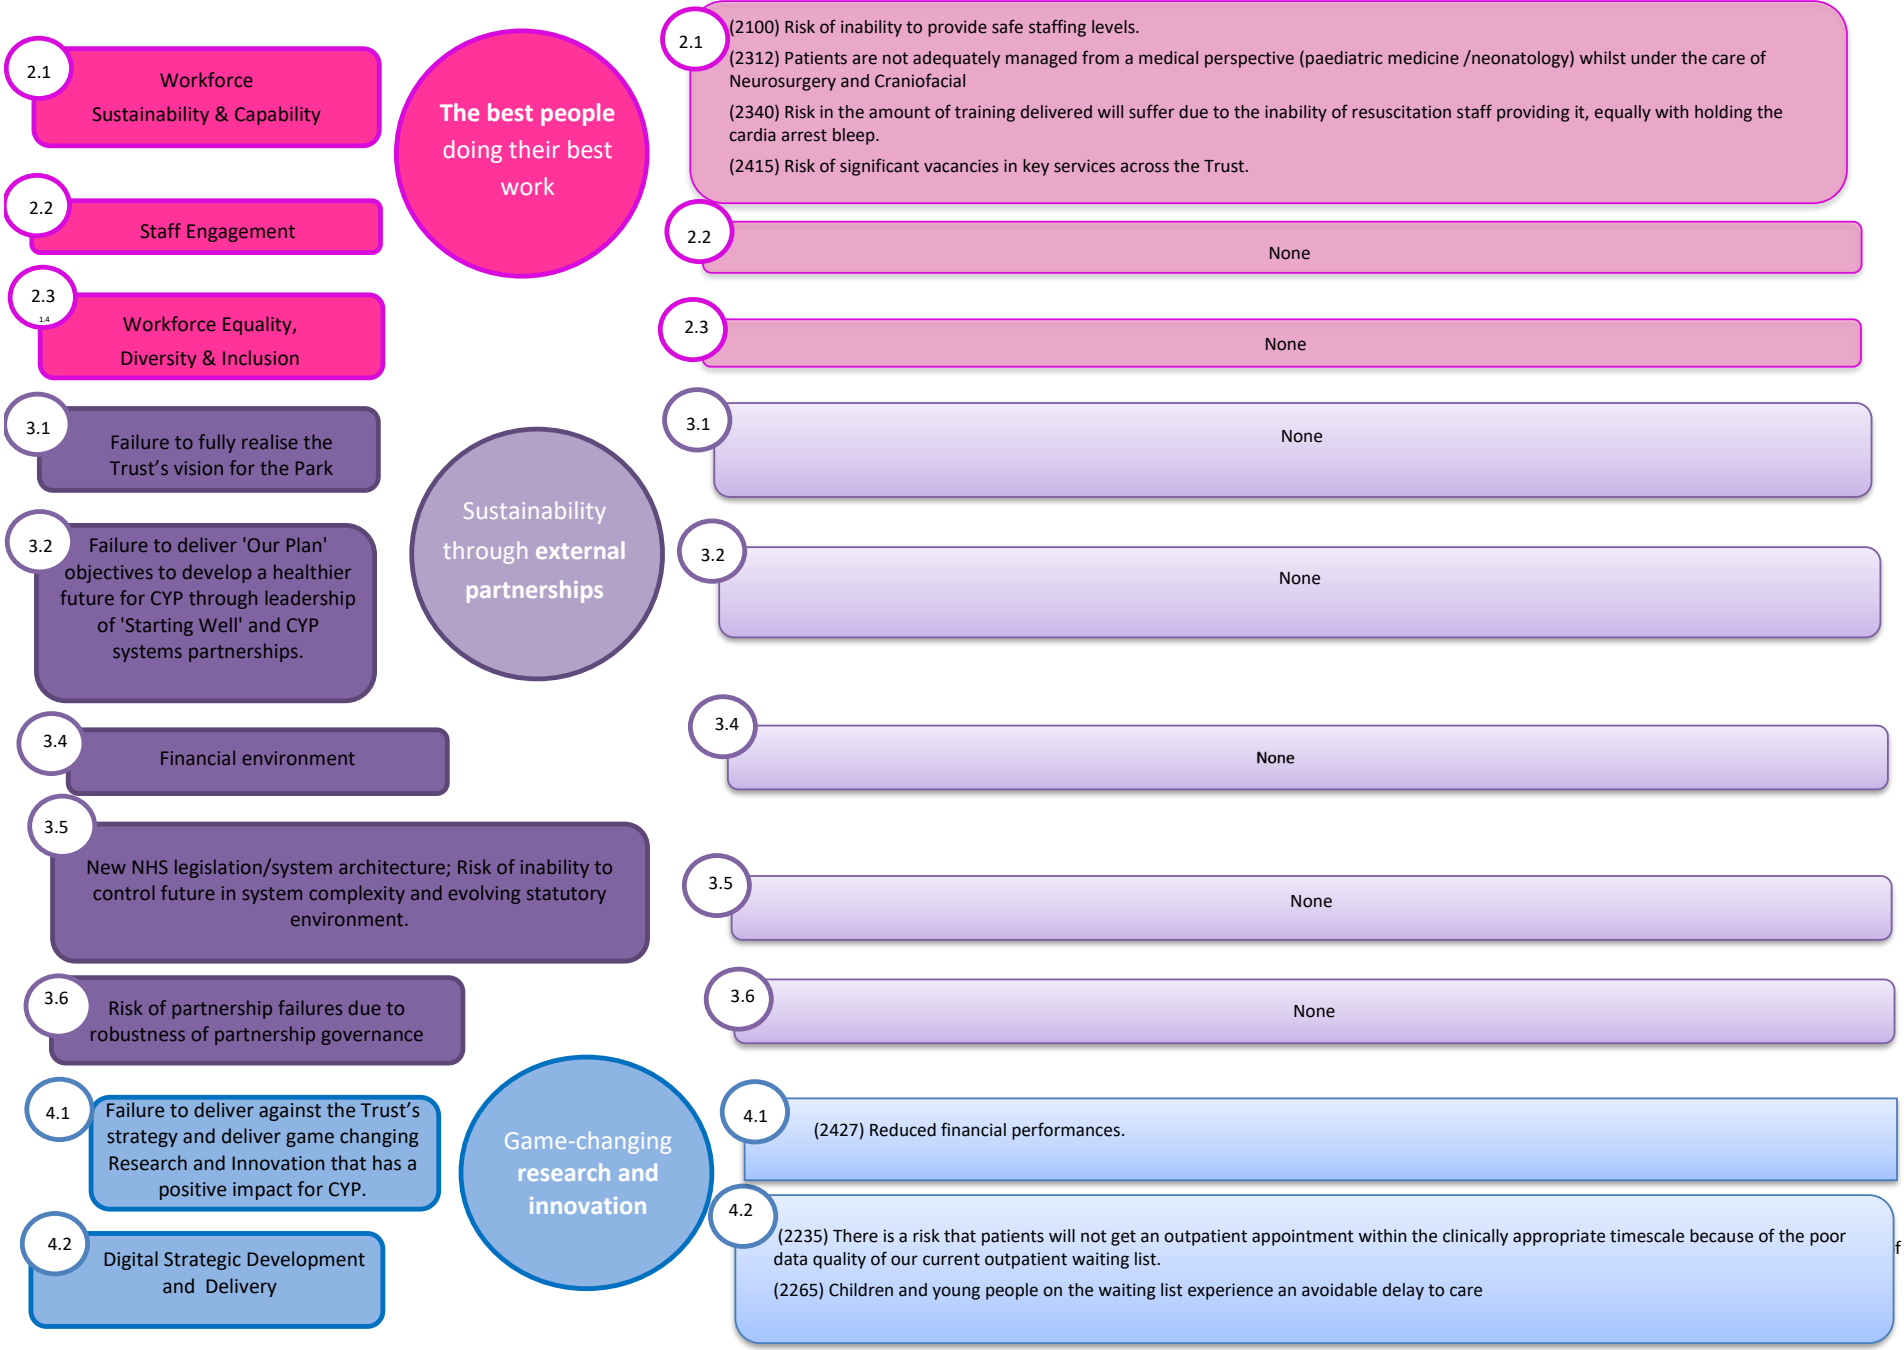 2.1
Workforce
Sustainability & Capability
2.2
Staff Engagement
2.3
1.4
Workforce Equality,
Diversity & Inclusion
The best people
doing their best
work
2.1
(2100) Risk of inability to provide safe staffing levels.
(2312) Patients are not adequately managed from a medical perspective (paediatric medicine /neonatology) whilst under the care of
Neurosurgery and Craniofacial
(2340) Risk in the amount of training delivered will suffer due to the inability of resuscitation staff providing it, equally with holding the
cardia arrest bleep.
(2415) Risk of significant vacancies in key services across the Trust.
2.2
None
2.3
None
3.1
Failure to fully realise the
Trust’s vision for the Park
3.2
Failure to deliver 'Our Plan'
objectives to develop a healthier
future for CYP through leadership
of 'Starting Well' and CYP
systems partnerships.
3.4
Financial environment
3.5
New NHS legislation/system architecture; Risk of inability to
control future in system complexity and evolving statutory
environment.
3.6
Risk of partnership failures due to
robustness of partnership governance
Sustainability
through external
partnerships
3.1
None
3.2
None
3.4
None
3.5
None
3.6
None
4.1
Failure to deliver against the Trust’s
strategy and deliver game changing
Research and Innovation that has a
positive impact for CYP.
4.2
Digital Strategic Development
and Delivery
Game-changing
research and
innovation
4.1
(2427) Reduced financial performances.
4.2
(2235) There is a risk that patients will not get an outpatient appointment within the clinically appropriate timescale because of the poor
data quality of our current outpatient waiting list.
(2265) Children and young people on the waiting list experience an avoidable delay to care